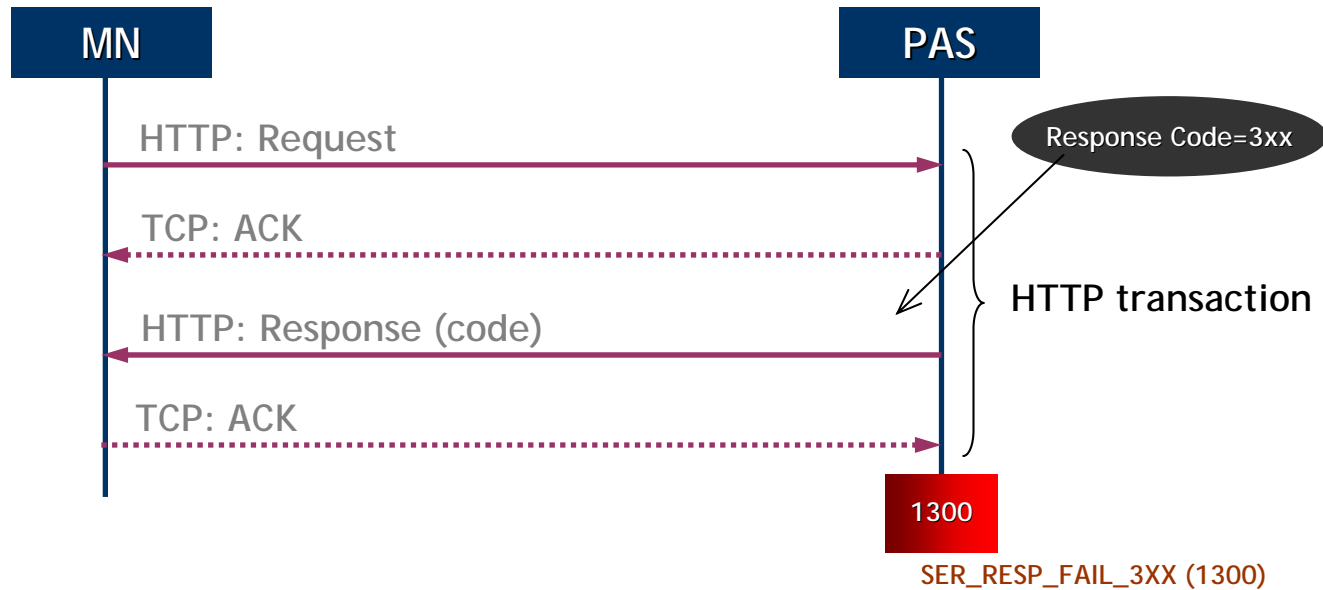 MN
PAS
HTTP: Request
Response Code=3xx
TCP: ACK
HTTP transaction
HTTP: Response (code)
TCP: ACK
1300
SER_RESP_FAIL_3XX (1300)